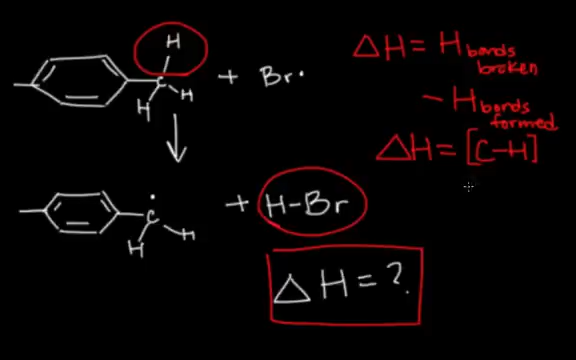 H
C
H
H
+ Br·
ΔH = H bonds broken
− H bonds formed
ΔH = [C−H]
Ċ
H
H
+ H−Br
ΔH = ?